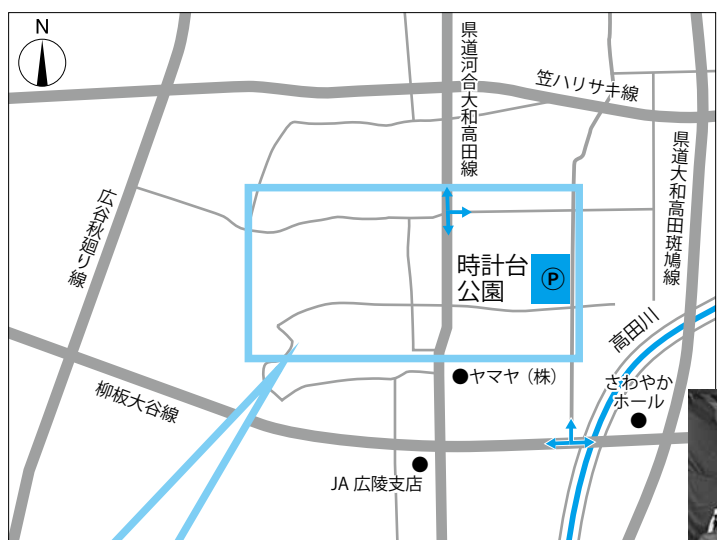 N
県道河合大和高田線
笠ハリサキ線
広谷秋廻り線
県道大和高田斑鳩線
時計台
公園
P
高田川
ヤマヤ（株）
さわやか
ホール
柳板大谷線
JA 広陵支店